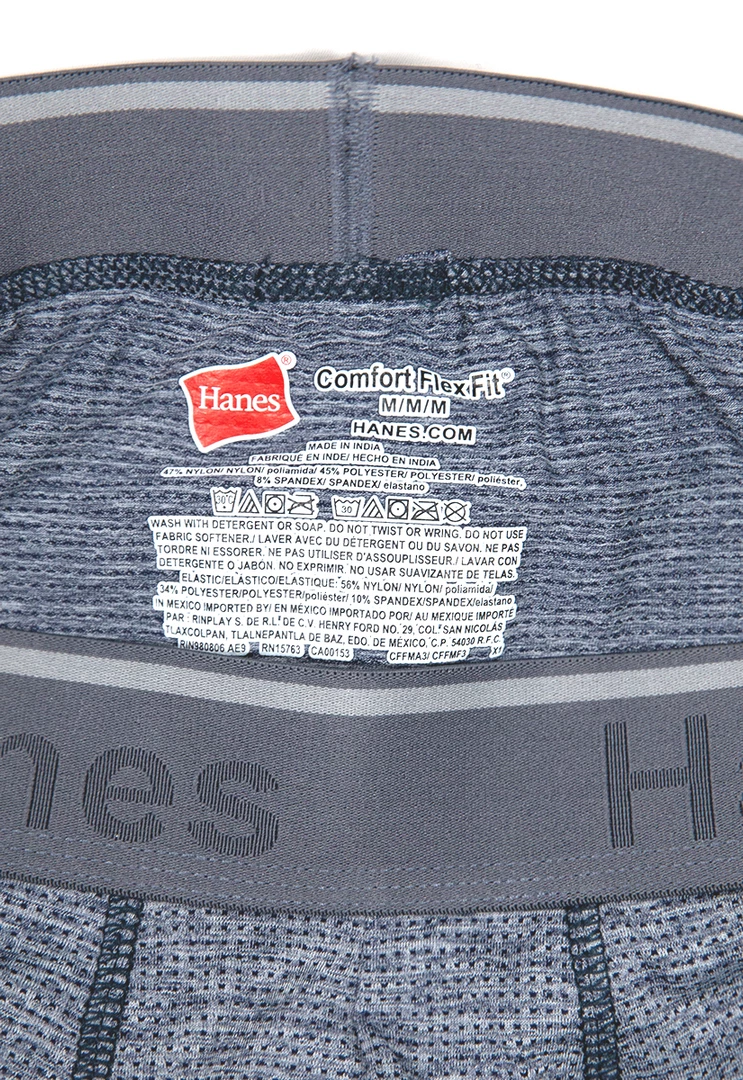 Hanes®
Comfort Flex Fit®
M/M/M
HANES.COM
MADE IN INDIA
FABRIQUÉ EN INDE/ HECHO EN INDIA
47% NYLON/ NYLON/ poliamida/ 45% POLYESTER/ POLYESTER/ poliéster,
8% SPANDEX/ SPANDEX/ elastano
30°C 30
WASH WITH DETERGENT OR SOAP. DO NOT TWIST OR WRING. DO NOT USE
FABRIC SOFTENER./ LAVER AVEC DU DÉTERGENT OU DU SAVON. NE PAS
TORDRE NI ESSORER. NE PAS UTILISER D'ASSOUPLISSEUR./ LAVAR CON
DETERGENTE O JABÓN. NO EXPRIMIR. NO USAR SUAVIZANTE DE TELAS.
ELASTIC/ELÁSTICO/ELASTIQUE: 56% NYLON/ NYLON/ poliamida/
34% POLYESTER/POLYESTER/poliéster/ 10% SPANDEX/SPANDEX/elastano
IN MEXICO IMPORTED BY/ EN MÉXICO IMPORTADO POR/ AU MEXIQUE IMPORTÉ
PAR : RINPLAY S. DE R.L. DE C.V. HENRY FORD NO. 29, COL. SAN NICOLÁS
TLAXCOLPAN, TLALNEPANTLA DE BAZ, EDO. DE MÉXICO, C.P. 54030 R.F.C.
RIN980806 AE9 RN15763 CA00153 CFFMA3/ CFFMF3 X1
nes Ha